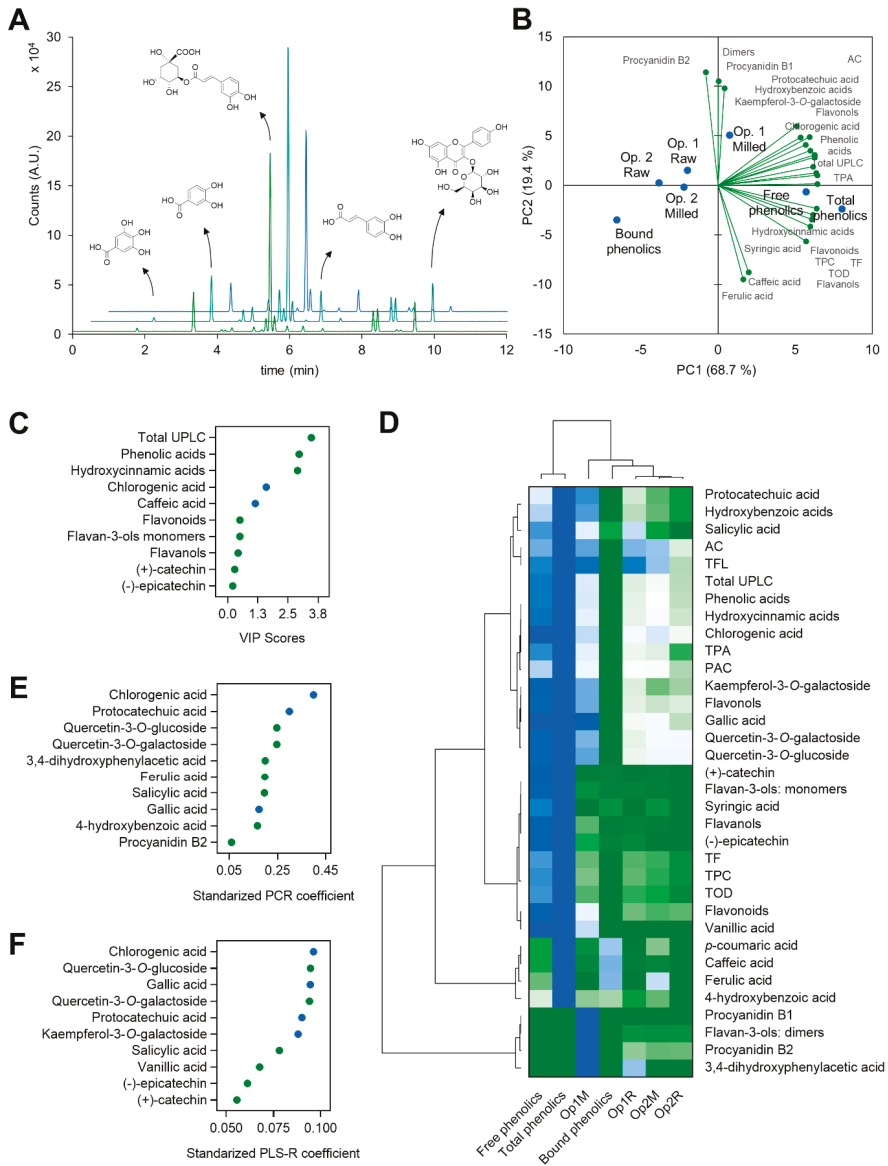 A
x 10⁴
30
25
20
15
10
5
0
Counts (A.U.)
0.0
2
4
6
8
10
12
time (min)
B
15
10
5
0
-5
-10
-15
PC2 (19.4 %)
-10
-5
0
5
10
PC1 (68.7 %)
Procyanidin B2
Dimers
Procyanidin B1
AC
Protocatechuic acid
Hydroxybenzoic acids
Kaempferol-3-O-galactoside
Flavonols
Chlorogenic acid
Op. 1
Milled
Phenolic
acids
otal UPLC
TPA
Op. 1
Raw
Op. 2
Raw
Op. 2
Milled
Free
phenolics
Total
phenolics
Bound
phenolics
Hydroxycinnamic acids
Syringic acid
Flavonoids
TPC
TF
TOD
Flavanols
Caffeic acid
Ferulic acid
C
Total UPLC
Phenolic acids
Hydroxycinnamic acids
Chlorogenic acid
Caffeic acid
Flavonoids
Flavan-3-ols monomers
Flavanols
(+)-catechin
(-)-epicatechin
0.0
1.3
2.5
3.8
VIP Scores
D
Protocatechuic acid
Hydroxybenzoic acids
Salicylic acid
AC
TFL
Total UPLC
Phenolic acids
Hydroxycinnamic acids
Chlorogenic acid
TPA
PAC
Kaempferol-3-O-galactoside
Flavonols
Gallic acid
Quercetin-3-O-galactoside
Quercetin-3-O-glucoside
(+)-catechin
Flavan-3-ols: monomers
Syringic acid
Flavanols
(-)-epicatechin
TF
TPC
TOD
Flavonoids
Vanillic acid
p-coumaric acid
Caffeic acid
Ferulic acid
4-hydroxybenzoic acid
Procyanidin B1
Flavan-3-ols: dimers
Procyanidin B2
3,4-dihydroxyphenylacetic acid
Free phenolics
Total phenolics
Op1M
Bound phenolics
Op1R
Op2M
Op2R
E
Chlorogenic acid
Protocatechuic acid
Quercetin-3-O-glucoside
Quercetin-3-O-galactoside
3,4-dihydroxyphenylacetic acid
Ferulic acid
Salicylic acid
Gallic acid
4-hydroxybenzoic acid
Procyanidin B2
0.05
0.25
0.45
Standarized PCR coefficient
F
Chlorogenic acid
Quercetin-3-O-glucoside
Gallic acid
Quercetin-3-O-galactoside
Protocatechuic acid
Kaempferol-3-O-galactoside
Salicylic acid
Vanillic acid
(-)-epicatechin
(+)-catechin
0.050
0.100
Standarized PLS-R coefficient